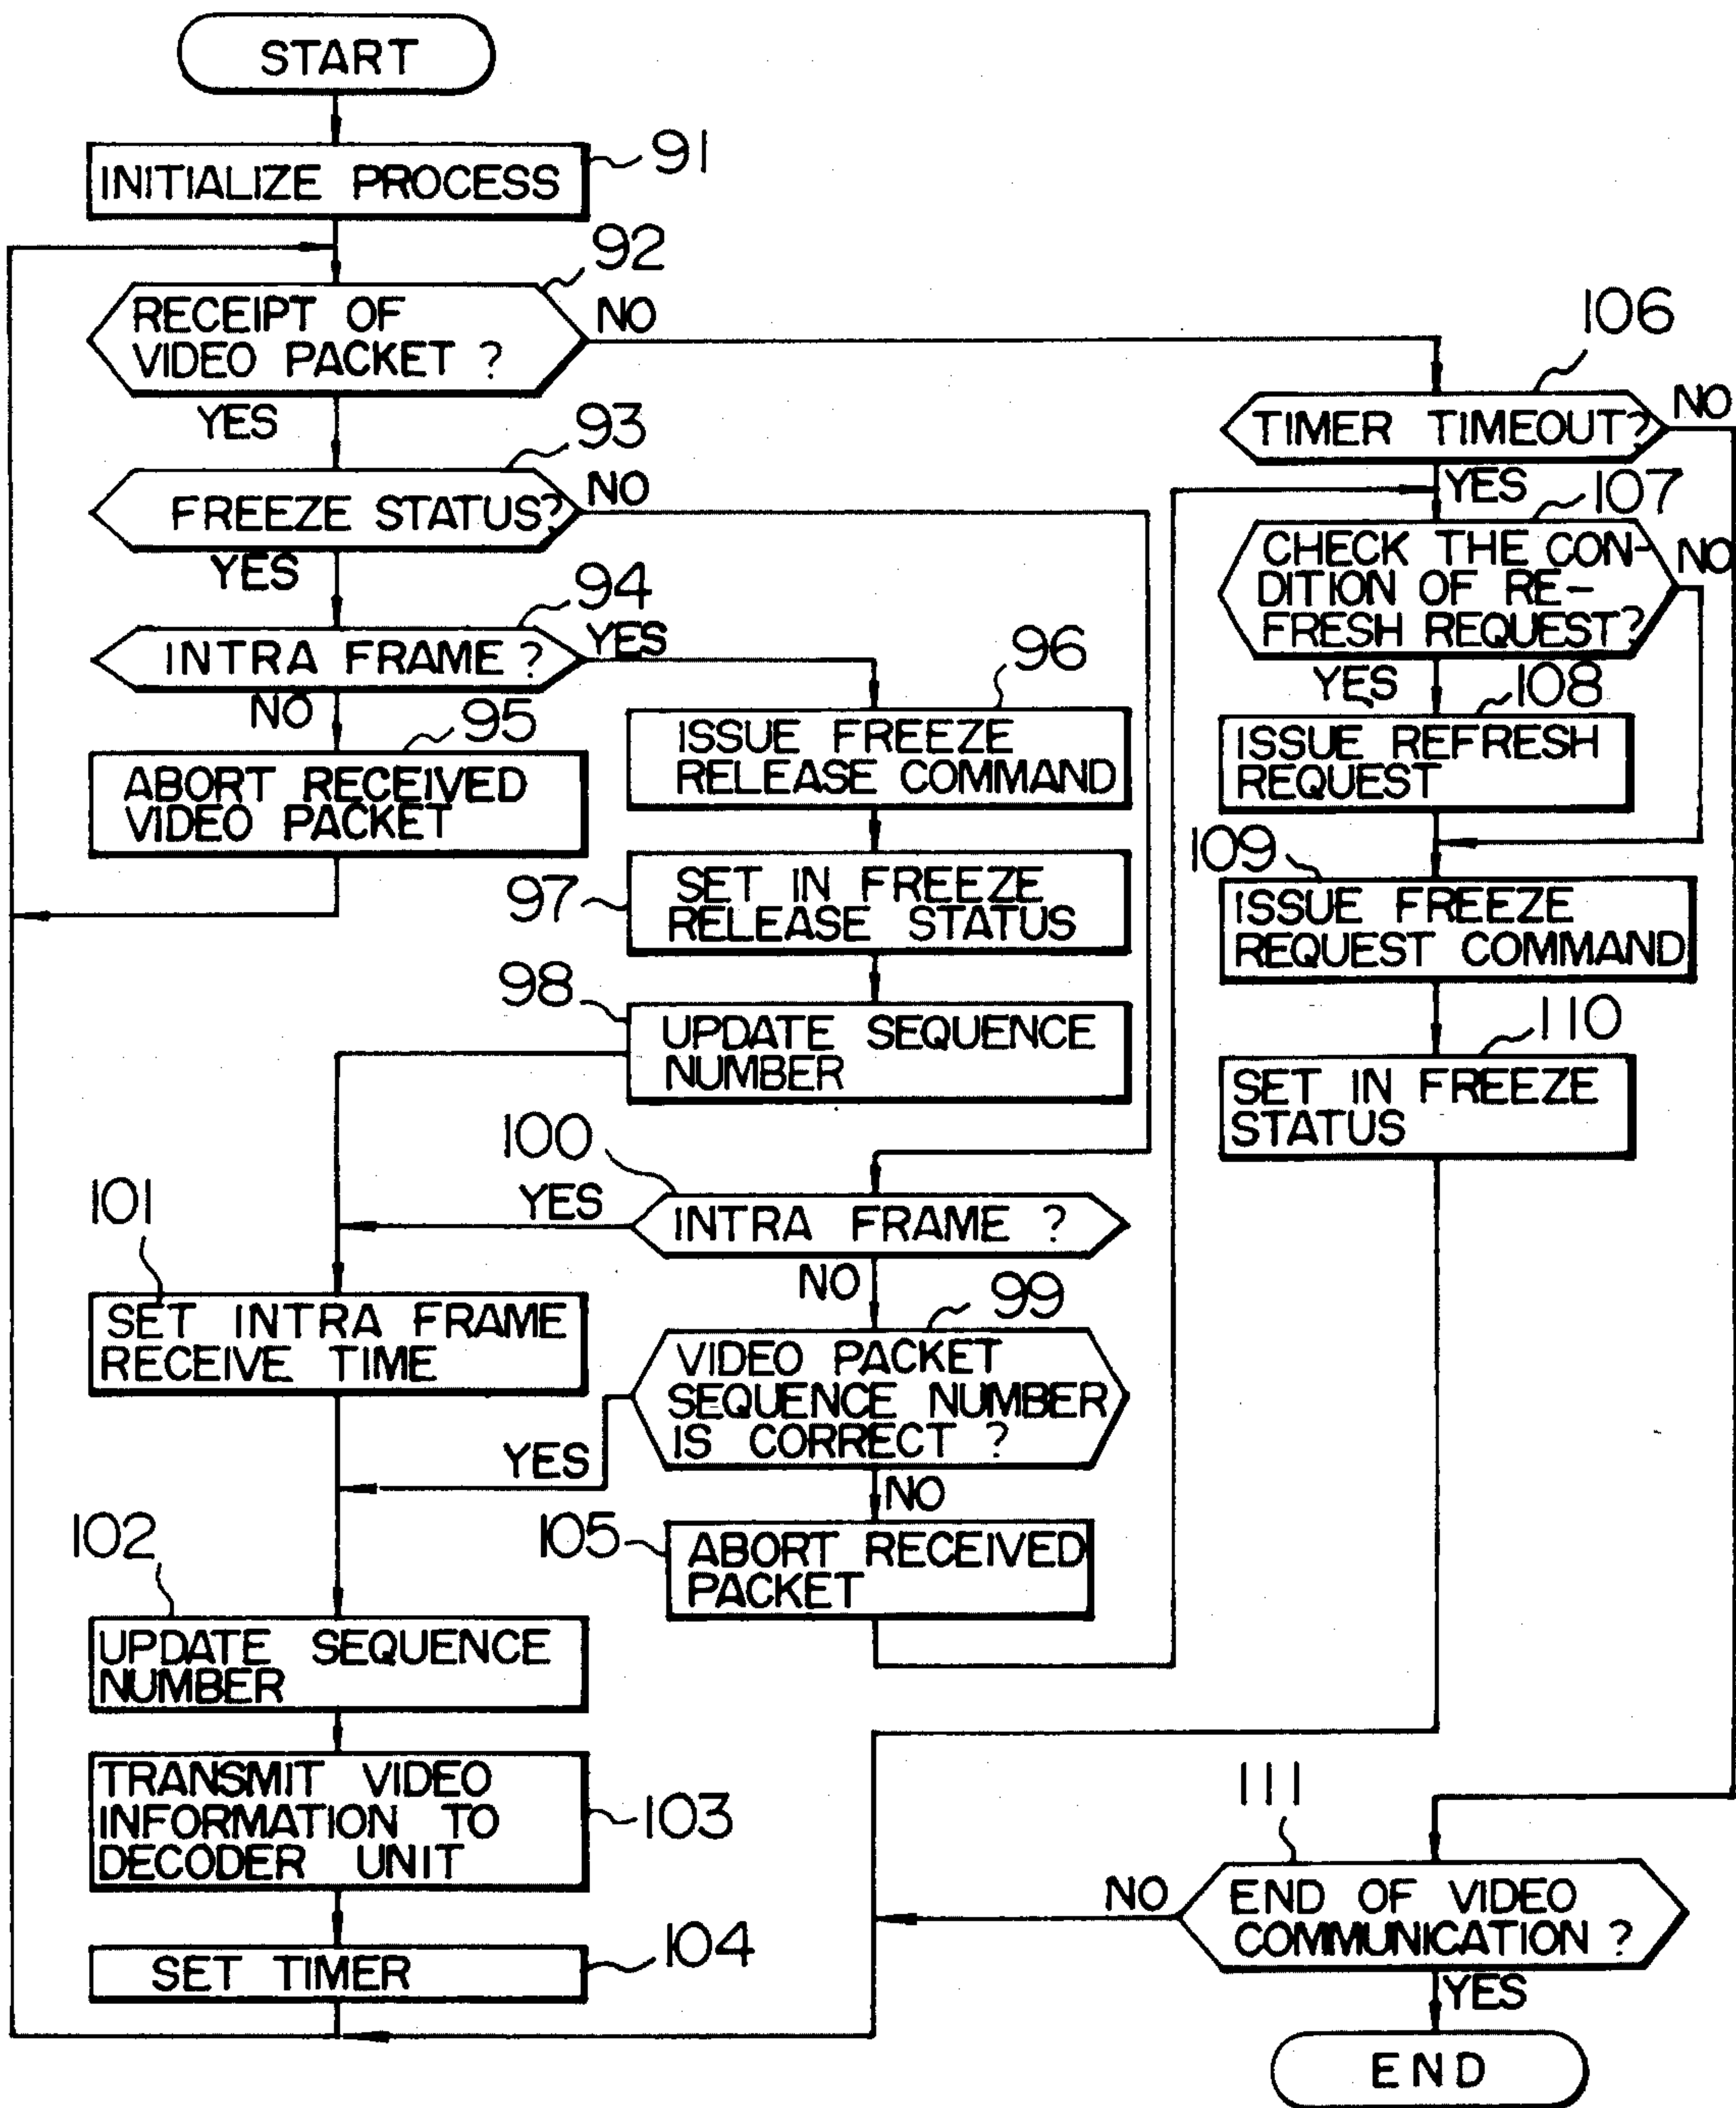 START
91
INITIALIZE PROCESS
92
RECEIPT OF
VIDEO PACKET ?
NO
YES
93
FREEZE STATUS?
NO
YES
94
INTRA FRAME ?
YES
NO
95
ABORT RECEIVED
VIDEO PACKET
96
ISSUE FREEZE
RELEASE COMMAND
97
SET IN FREEZE
RELEASE STATUS
98
UPDATE SEQUENCE
NUMBER
100
YES
INTRA FRAME ?
NO
99
VIDEO PACKET
SEQUENCE NUMBER
IS CORRECT ?
YES
NO
105
ABORT RECEIVED
PACKET
101
SET INTRA FRAME
RECEIVE TIME
102
UPDATE SEQUENCE
NUMBER
TRANSMIT VIDEO
INFORMATION TO
DECODER UNIT
103
SET TIMER
104
106
TIMER TIMEOUT?
NO
YES
107
CHECK THE CON-
DITION OF RE-
FRESH REQUEST?
NO
YES
108
ISSUE REFRESH
REQUEST
109
ISSUE FREEZE
REQUEST COMMAND
110
SET IN FREEZE
STATUS
111
NO
END OF VIDEO
COMMUNICATION ?
YES
END